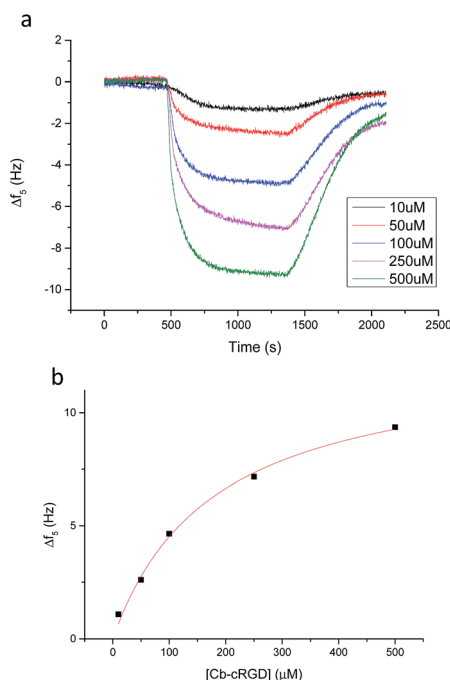 a
2
0
-2
-4
-6
-8
-10
Δf5 (Hz)
10uM
50uM
100uM
250uM
500uM
0
500
1000
1500
2000
2500
Time (s)
b
10
5
0
Δf5 (Hz)
0
100
200
300
400
500
[Cb-cRGD] (μM)